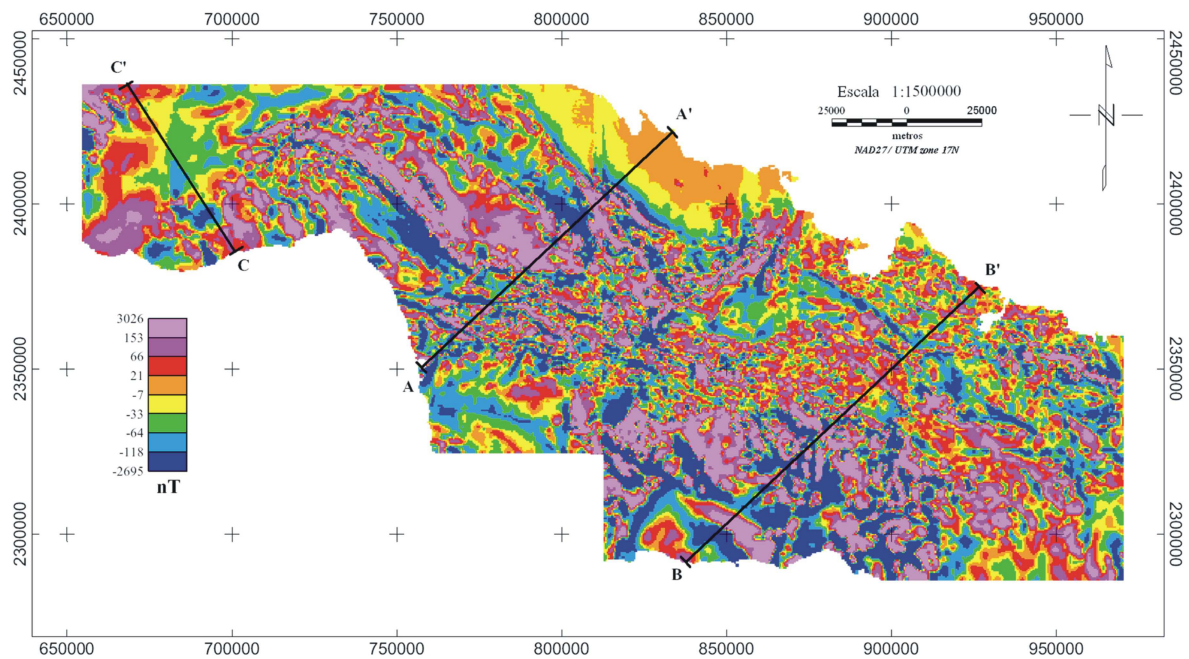 650000 700000 750000 800000 850000 900000 950000
2450000 2450000
C'
A'
Escala 1:1500000
25000 0 25000
metros
NAD27 / UTM zone 17N
N
2400000 2400000
C
B'
3026
153
66
21
-7
-33
-64
-118
-2695
nT
2350000 2350000
A
2300000 2300000
B
650000 700000 750000 800000 850000 900000 950000